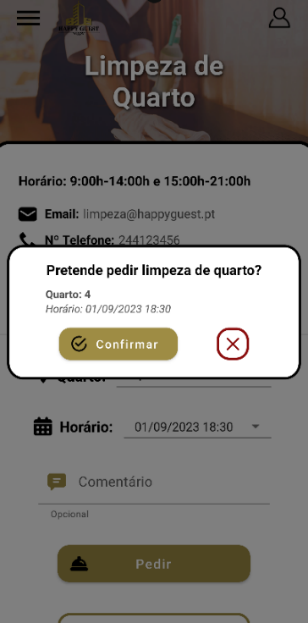 HAPPY GUEST
Limpeza de
Quarto
Horário: 9:00h-14:00h e 15:00h-21:00h
Email: limpeza@happyguest.pt
Nº Telefone: 244123456
Pretende pedir limpeza de quarto?
Quarto: 4
Horário: 01/09/2023 18:30
Confirmar
Quarto:
Horário: 01/09/2023 18:30
Comentário
Opcional
Pedir